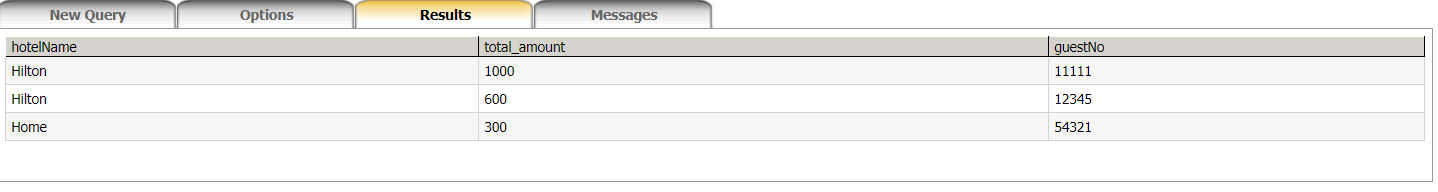 New Query Options Results Messages
hotelName total_amount guestNo
Hilton 1000 11111
Hilton 600 12345
Home 300 54321